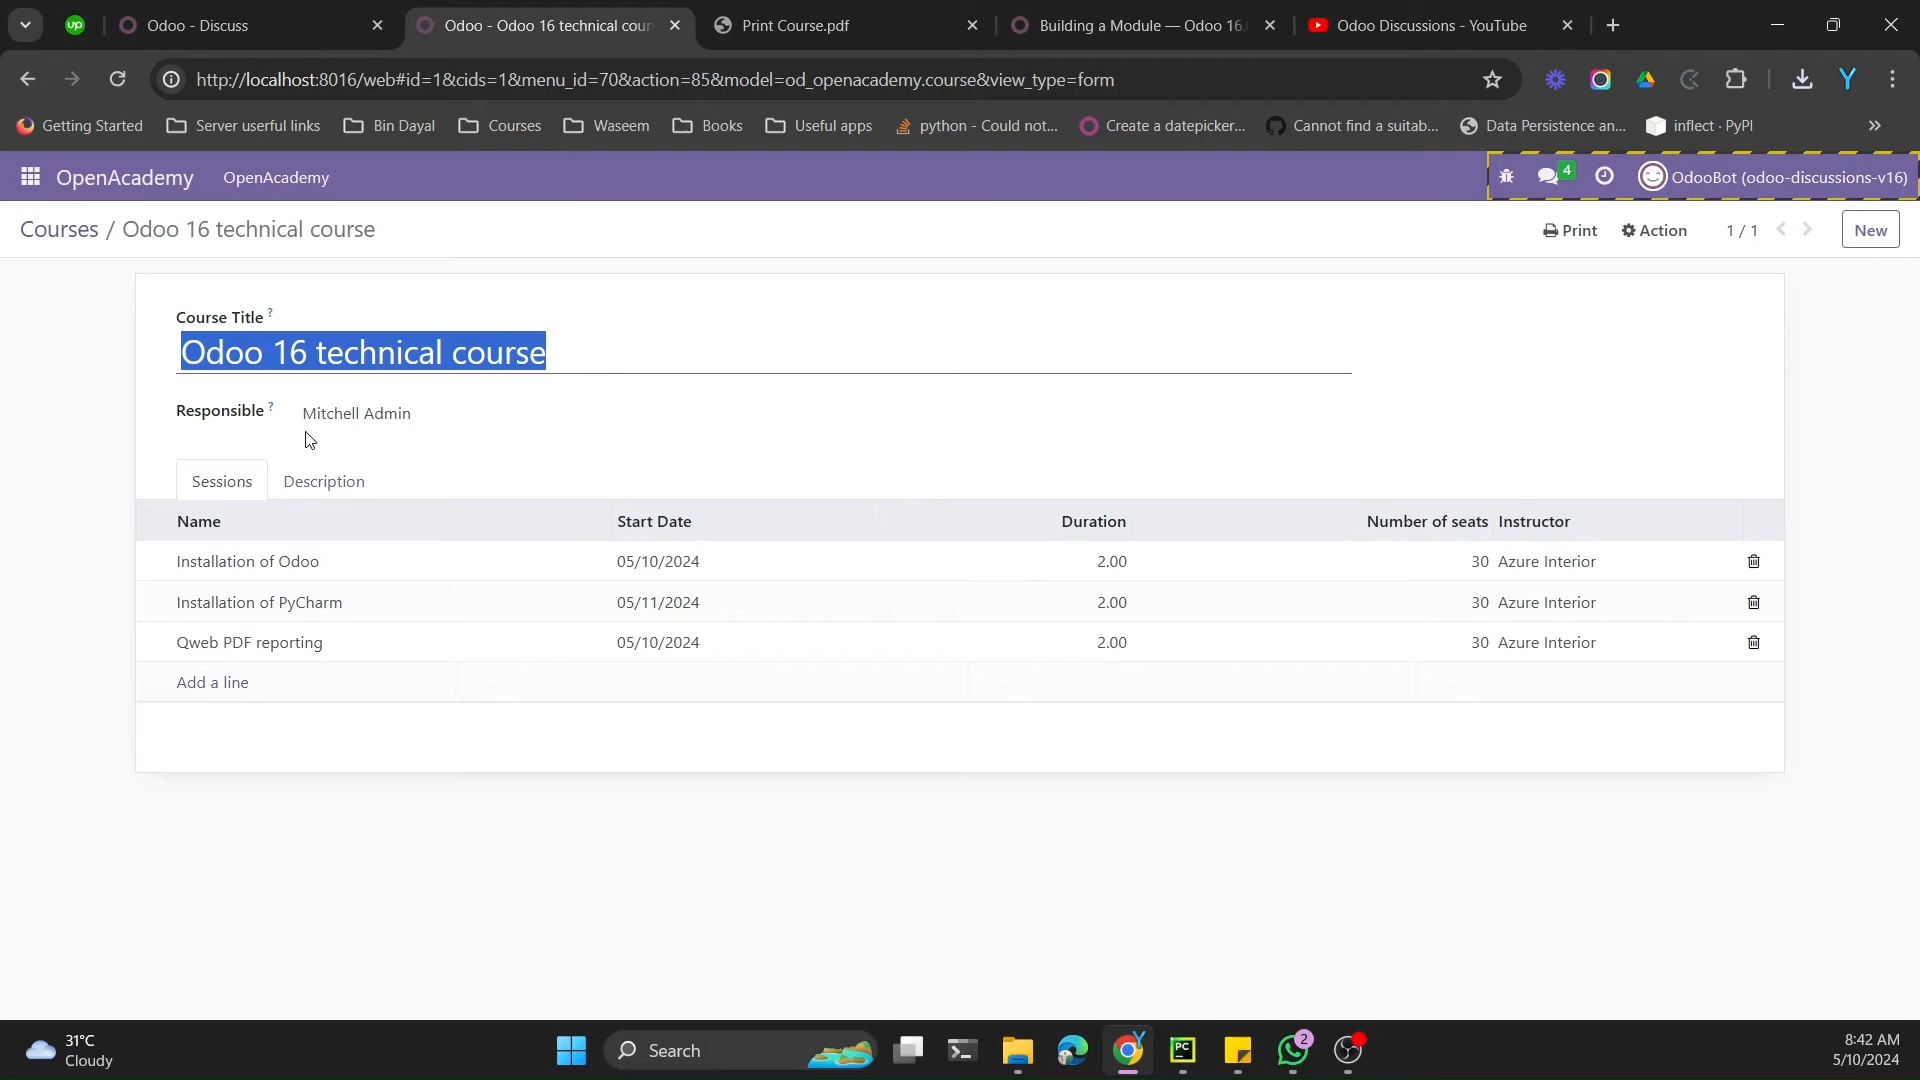 Odoo - Discuss
Odoo - Odoo 16 technical cour
Print Course.pdf
Building a Module — Odoo 16.
Odoo Discussions - YouTube
http://localhost:8016/web#id=1&cids=1&menu_id=70&action=85&model=od_openacademy.course&view_type=form
Getting Started
Server userful links
Bin Dayal
Courses
Waseem
Books
Useful apps
python - Could not...
Create a datepicker...
Cannot find a suitab...
Data Persistence an...
inflect · PyPI
OpenAcademy
OpenAcademy
4
OdooBot (odoo-discussions-v16)
Courses / Odoo 16 technical course
Print
Action
1 / 1
New
Course Title ?
Odoo 16 technical course
Responsible ? Mitchell Admin
Sessions Description
Name Start Date Duration Number of seats Instructor
Installation of Odoo 05/10/2024 2.00 30 Azure Interior
Installation of PyCharm 05/11/2024 2.00 30 Azure Interior
Qweb PDF reporting 05/10/2024 2.00 30 Azure Interior
Add a line
31°C
Cloudy
Search
PC
2
8:42 AM
5/10/2024